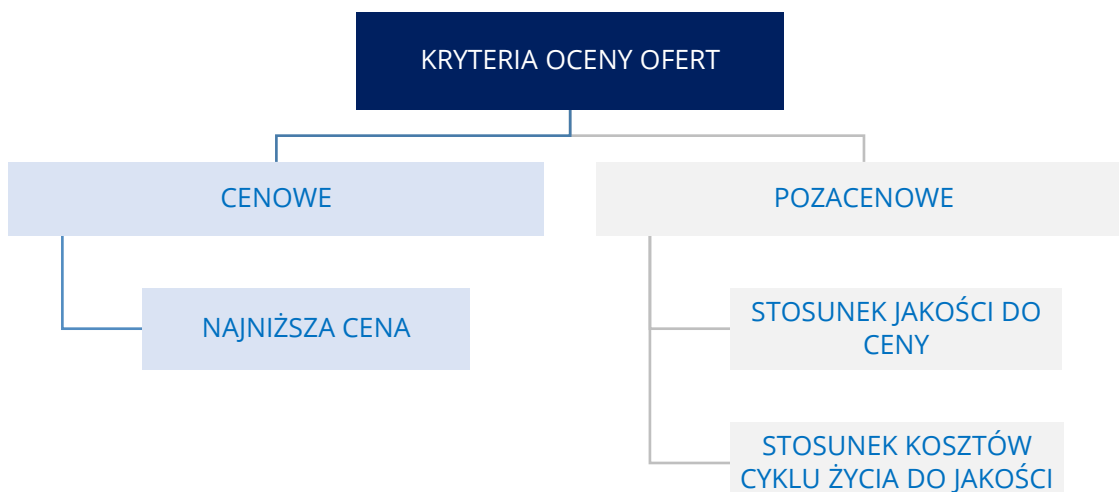 KRYTERIA OCENY OFERT
CENOWE
POZACENOWE
NAJNIŻSZA CENA
STOSUNEK JAKOŚCI DO
CENY
STOSUNEK KOSZTÓW
CYKLU ŻYCIA DO JAKOŚCI